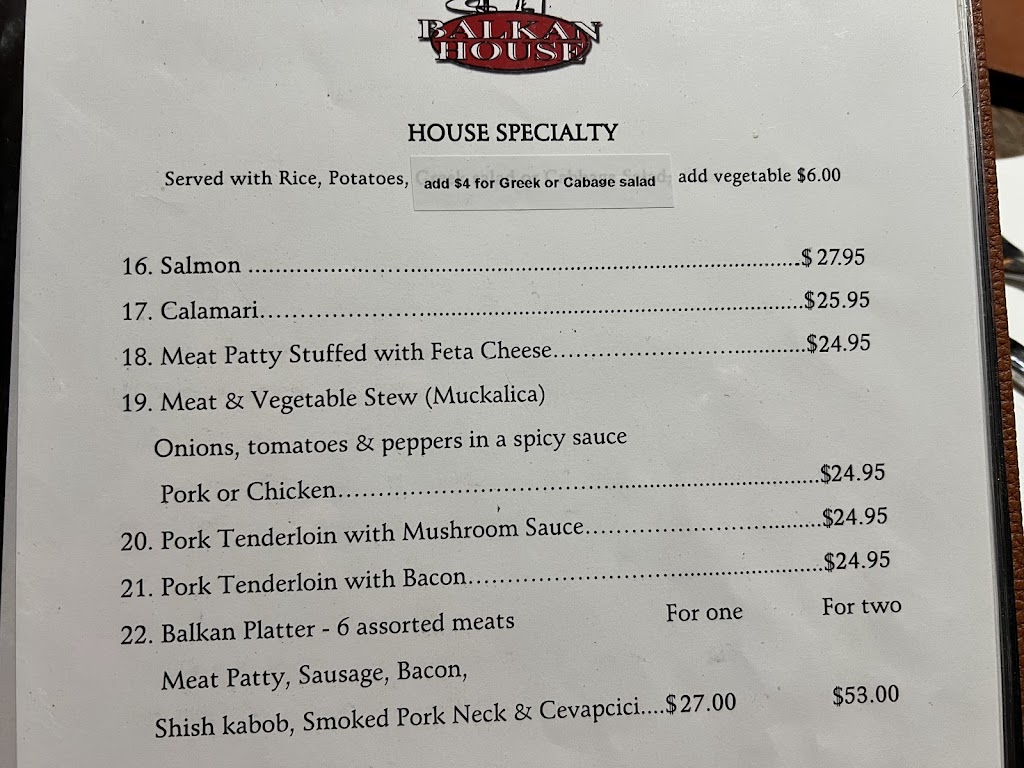 BALKAN
HOUSE
HOUSE SPECIALTY
Served with Rice, Potatoes, add $4 for Greek or Cabage salad add vegetable $6.00
16. Salmon ........................................................................$27.95
17. Calamari........................................................................$25.95
18. Meat Patty Stuffed with Feta Cheese..................................$24.95
19. Meat & Vegetable Stew (Muckalica)
Onions, tomatoes & peppers in a spicy sauce
Pork or Chicken................................................................$24.95
20. Pork Tenderloin with Mushroom Sauce................................$24.95
21. Pork Tenderloin with Bacon................................................$24.95
22. Balkan Platter - 6 assorted meats For one For two
Meat Patty, Sausage, Bacon,
Shish kabob, Smoked Pork Neck & Cevapcici....$27.00 $53.00